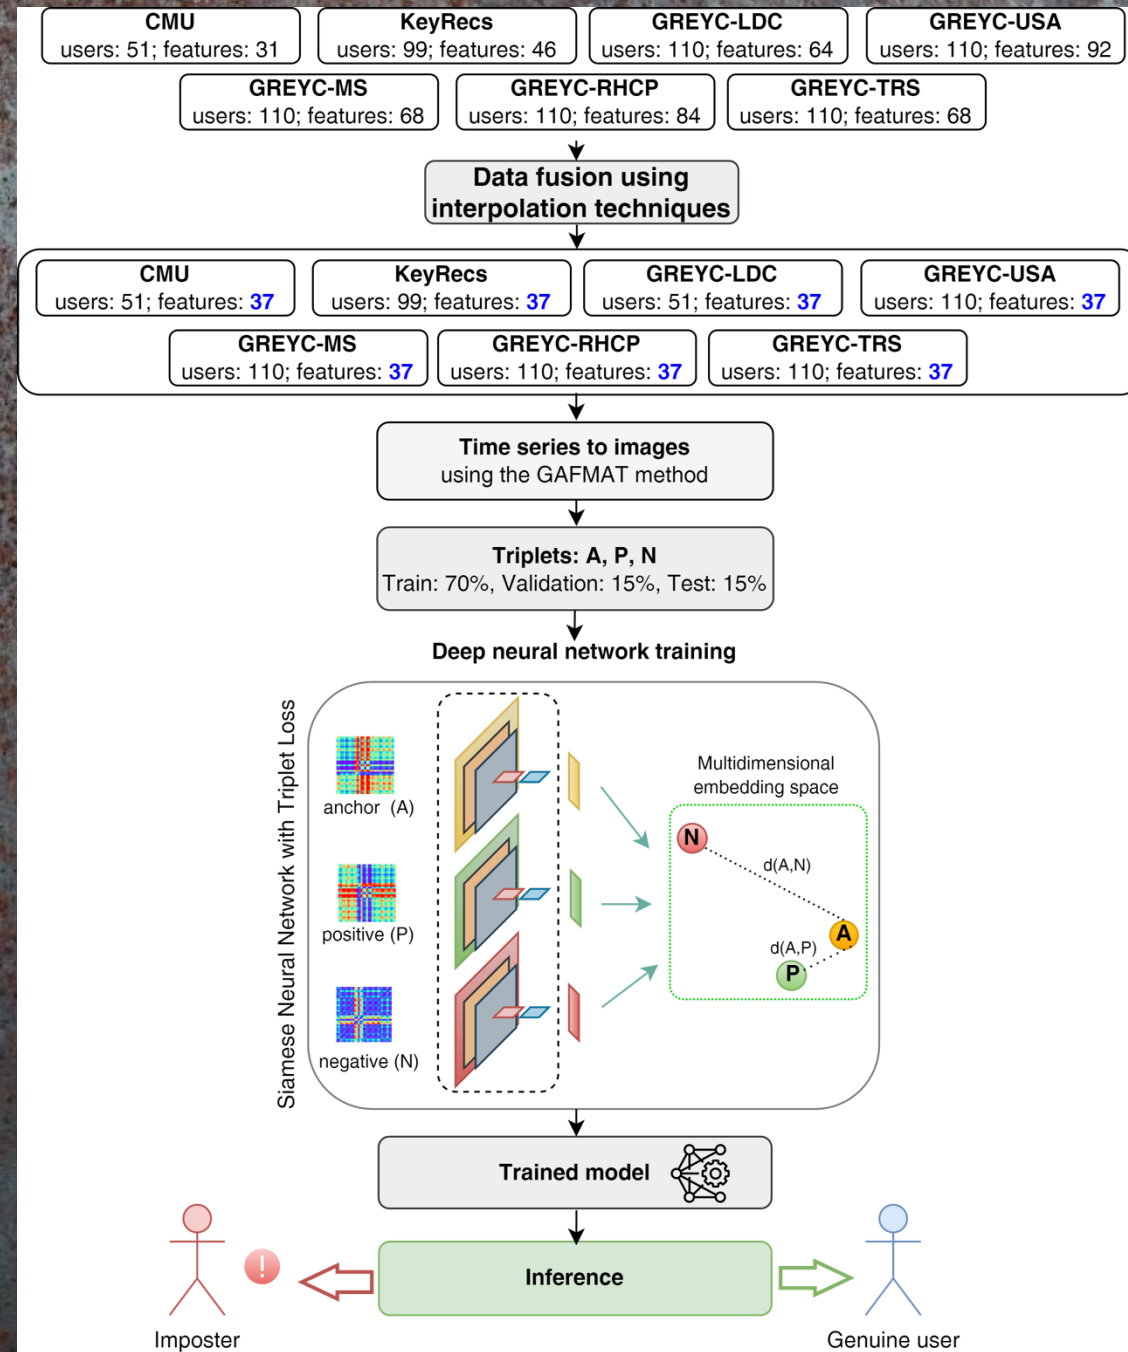 CMU
users: 51; features: 31
KeyRecs
users: 99; features: 46
GREYC-LDC
users: 110; features: 64
GREYC-USA
users: 110; features: 92
GREYC-MS
users: 110; features: 68
GREYC-RHCP
users: 110; features: 84
GREYC-TRS
users: 110; features: 68
Data fusion using
interpolation techniques
CMU
users: 51; features: 37
KeyRecs
users: 99; features: 37
GREYC-LDC
users: 51; features: 37
GREYC-USA
users: 110; features: 37
GREYC-MS
users: 110; features: 37
GREYC-RHCP
users: 110; features: 37
GREYC-TRS
users: 110; features: 37
Time series to images
using the GAFMAT method
Triplets: A, P, N
Train: 70%, Validation: 15%, Test: 15%
Deep neural network training
Siamese Neural Network with Triplet Loss
anchor (A)
positive (P)
negative (N)
Multidimensional
embedding space
N
d(A,N)
A
d(A,P)
P
Trained model
Inference
!
Imposter
Genuine user